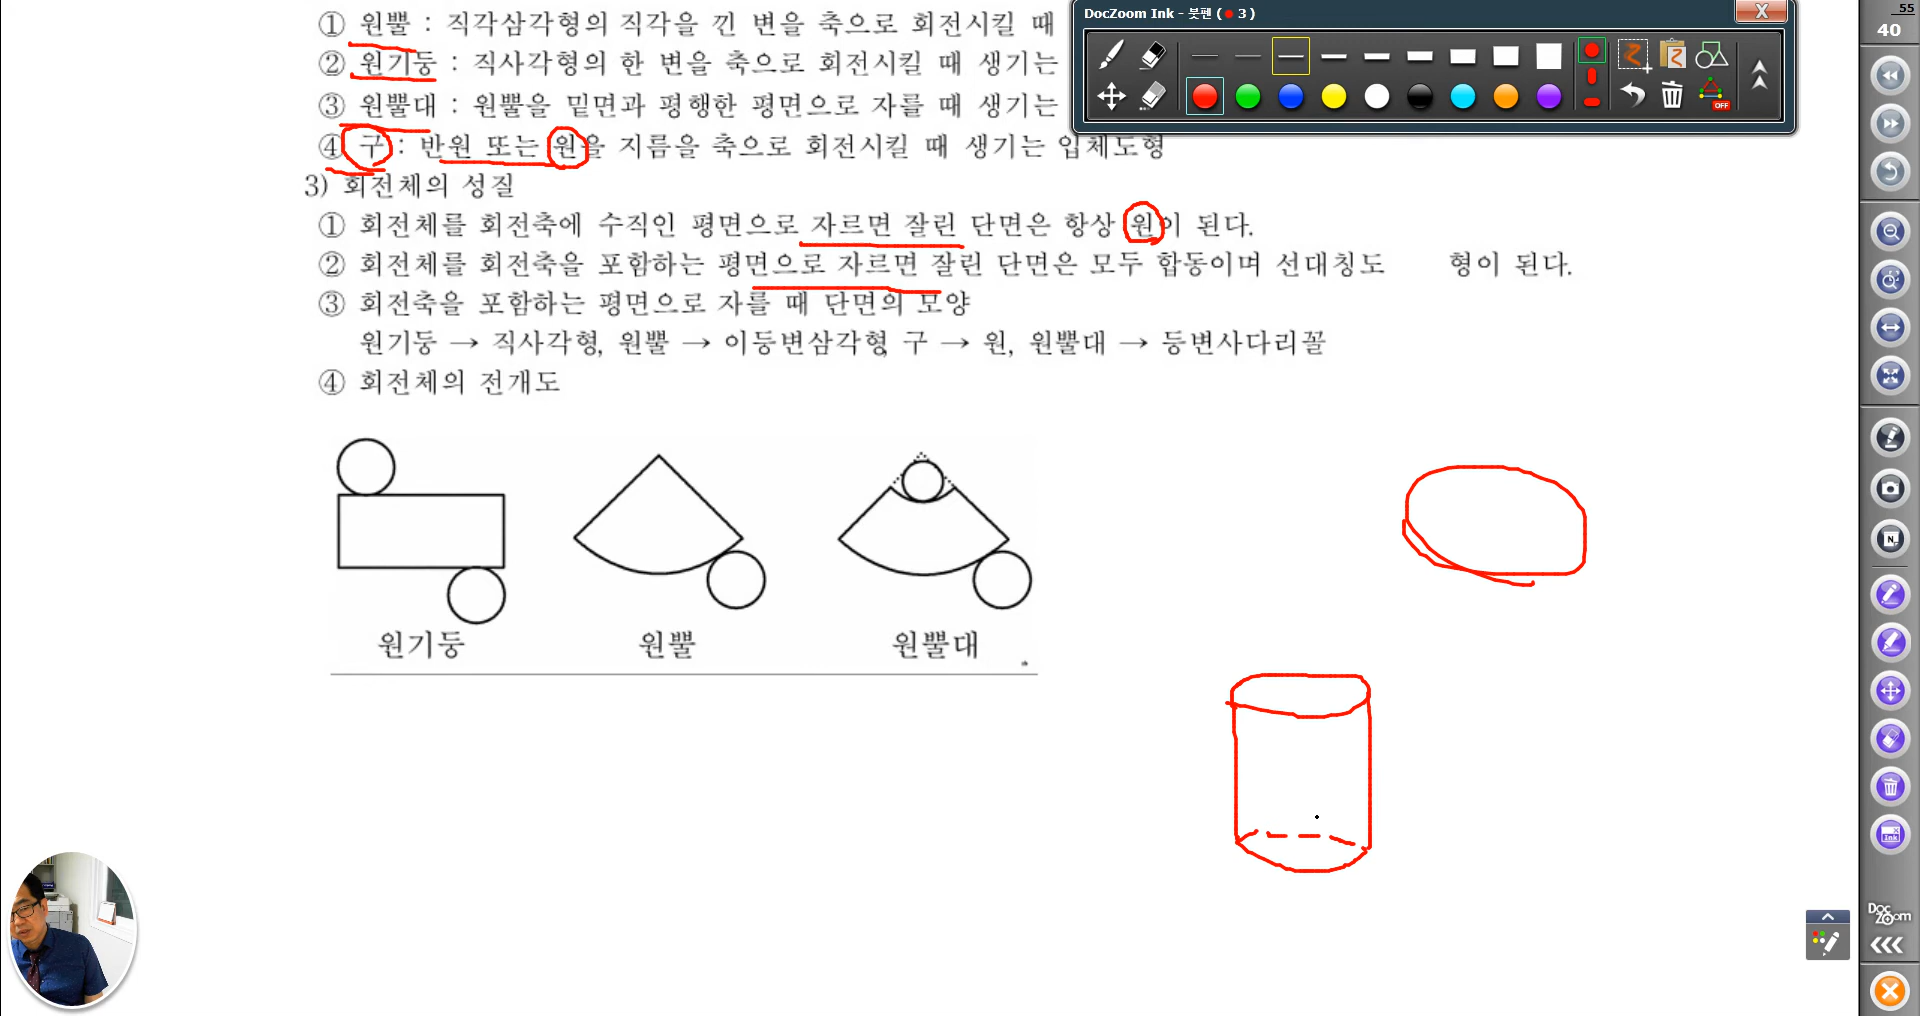 ① 원뿔 : 직각삼각형의 직각을 낀 변을 축으로 회전시킬 때
② 원기둥 : 직사각형의 한 변을 축으로 회전시킬 때 생기는
③ 원뿔대 : 원뿔을 밑면과 평행한 평면으로 자를 때 생기는
④ 구 : 반원 또는 원을 지름을 축으로 회전시킬 때 생기는 입체도형
3) 회전체의 성질
① 회전체를 회전축에 수직인 평면으로 자르면 잘린 단면은 항상 원이 된다.
② 회전체를 회전축을 포함하는 평면으로 자르면 잘린 단면은 모두 합동이며 선대칭도 형이 된다.
③ 회전축을 포함하는 평면으로 자를 때 단면의 모양
원기둥 → 직사각형, 원뿔 → 이등변삼각형, 구 → 원, 원뿔대 → 등변사다리꼴
④ 회전체의 전개도
원기둥 원뿔 원뿔대
DocZoom Ink - 붓펜 ( 3 )
X
OFF
55
40
N
Ink
DocZoom